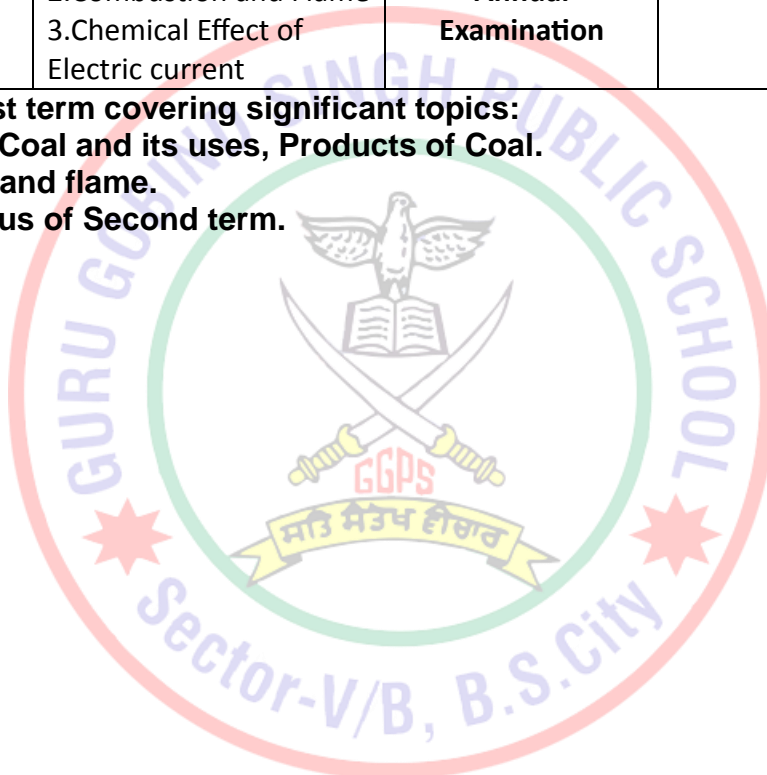 3.Chemical Effect of
Electric current
Examination
st term covering significant topics:
Coal and its uses, Products of Coal.
and flame.
us of Second term.
GURU GOBIND SINGH PUBLIC SCHOOL
GGPS
ਸਤਿ ਸੰਤੋਖ ਵੀਚਾਰ
Sector-V/B, B.S.City